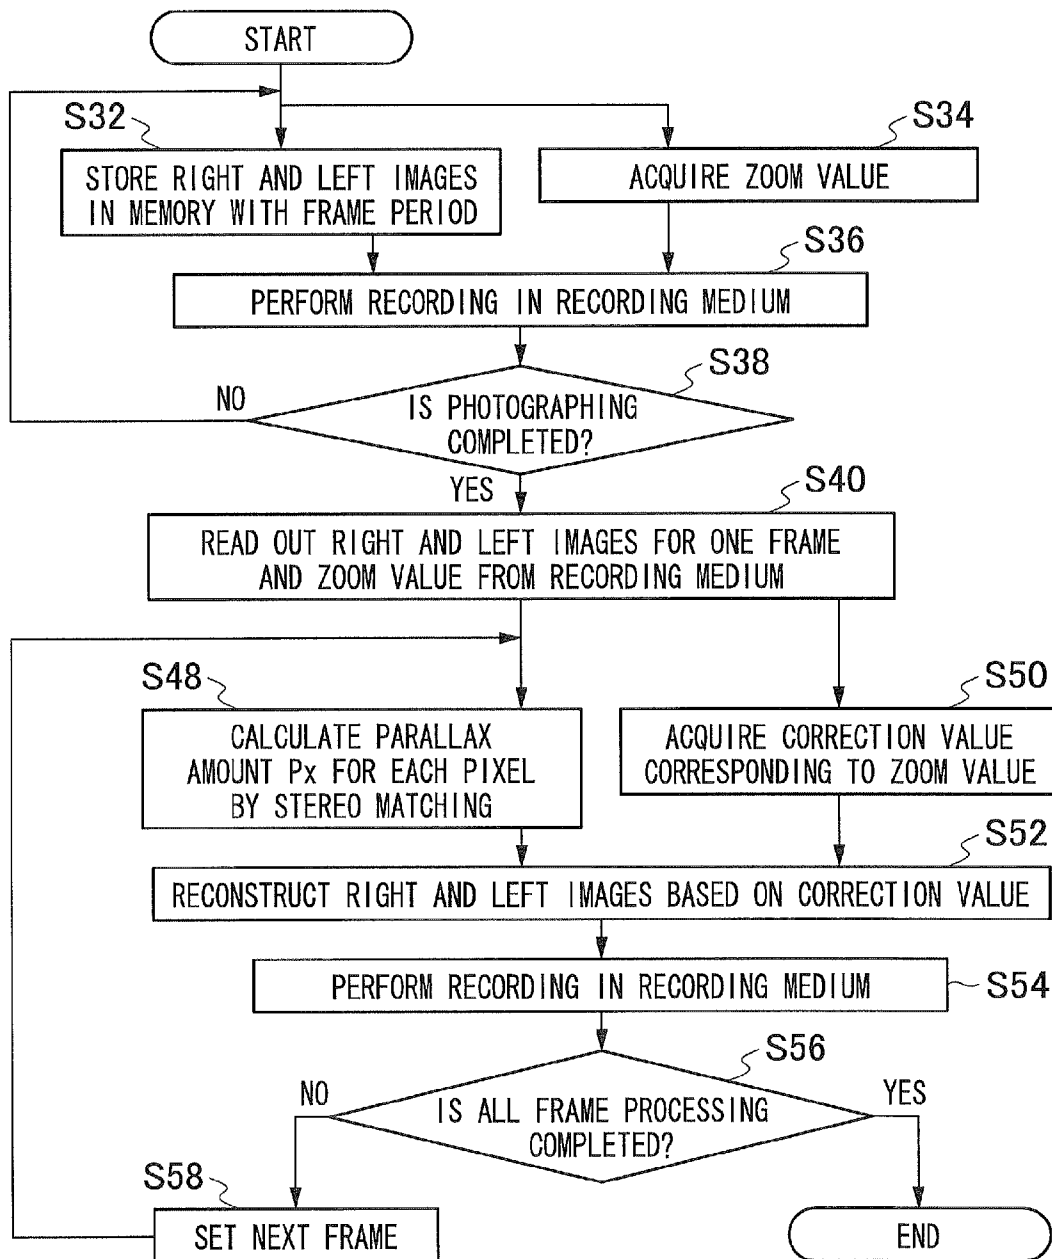 START
S32
S34
STORE RIGHT AND LEFT IMAGES
IN MEMORY WITH FRAME PERIOD
ACQUIRE ZOOM VALUE
S36
PERFORM RECORDING IN RECORDING MEDIUM
S38
NO
IS PHOTOGRAPHING
COMPLETED?
YES
S40
READ OUT RIGHT AND LEFT IMAGES FOR ONE FRAME
AND ZOOM VALUE FROM RECORDING MEDIUM
S48
S50
CALCULATE PARALLAX
AMOUNT Px FOR EACH PIXEL
BY STEREO MATCHING
ACQUIRE CORRECTION VALUE
CORRESPONDING TO ZOOM VALUE
S52
RECONSTRUCT RIGHT AND LEFT IMAGES BASED ON CORRECTION VALUE
PERFORM RECORDING IN RECORDING MEDIUM
S54
S56
NO
YES
IS ALL FRAME PROCESSING
COMPLETED?
S58
SET NEXT FRAME
END